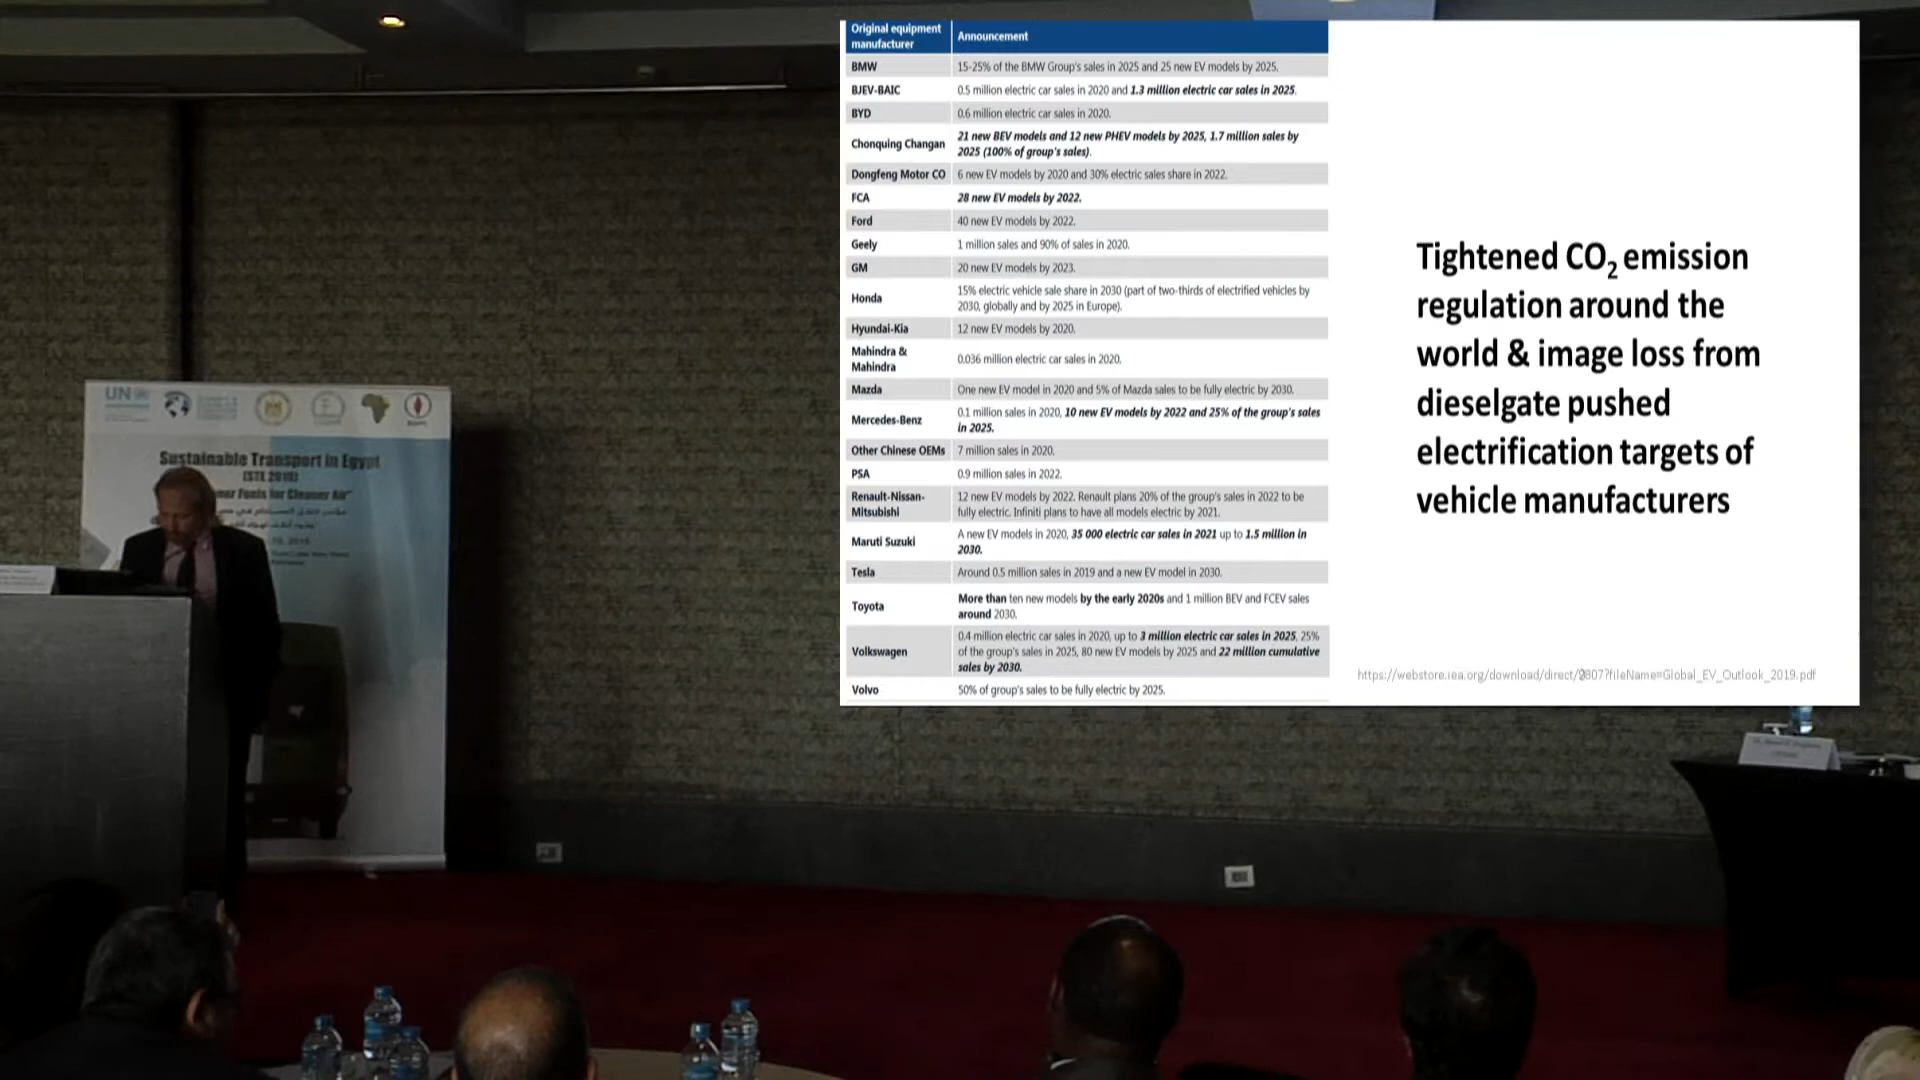 Original equipment
manufacturer
Announcement
BMW
15-25% of the BMW Group's sales in 2025 and 25 new EV models by 2025.
BJEV-BAIC
0.5 million electric car sales in 2020 and 1.3 million electric car sales in 2025.
BYD
0.6 million electric car sales in 2020.
Chonquing Changan
21 new BEV models and 12 new PHEV models by 2025, 1.7 million sales by
2025 (100% of group's sales).
Dongfeng Motor CO
6 new EV models by 2020 and 30% electric sales share in 2022.
FCA
28 new EV models by 2022.
Ford
40 new EV models by 2022.
Geely
1 million sales and 90% of sales in 2020.
GM
20 new EV models by 2023.
Honda
15% electric vehicle sale share in 2030 (part of two-thirds of electrified vehicles by
2030, globally and by 2025 in Europe).
Hyundai-Kia
12 new EV models by 2020.
Mahindra &
Mahindra
0.036 million electric car sales in 2020.
Mazda
One new EV model in 2020 and 5% of Mazda sales to be fully electric by 2030.
Mercedes-Benz
0.1 million sales in 2020, 10 new EV models by 2022 and 25% of the group's sales
in 2025.
Other Chinese OEMs
7 million sales in 2020.
PSA
0.9 million sales in 2022.
Renault-Nissan-
Mitsubishi
12 new EV models by 2022. Renault plans 20% of the group's sales in 2022 to be
fully electric. Infiniti plans to have all models electric by 2021.
Maruti Suzuki
A new EV models in 2020, 35 000 electric car sales in 2021 up to 1.5 million in
2030.
Tesla
Around 0.5 million sales in 2019 and a new EV model in 2030.
Toyota
More than ten new models by the early 2020s and 1 million BEV and FCEV sales
around 2030.
Volkswagen
0.4 million electric car sales in 2020, up to 3 million electric car sales in 2025, 25%
of the group's sales in 2025, 80 new EV models by 2025 and 22 million cumulative
sales by 2030.
Volvo
50% of group's sales to be fully electric by 2025.
Tightened CO₂ emission
regulation around the
world & image loss from
dieselgate pushed
electrification targets of
vehicle manufacturers
UN
Sustainable Transport in Egypt
Fuels for Cleaner Air"